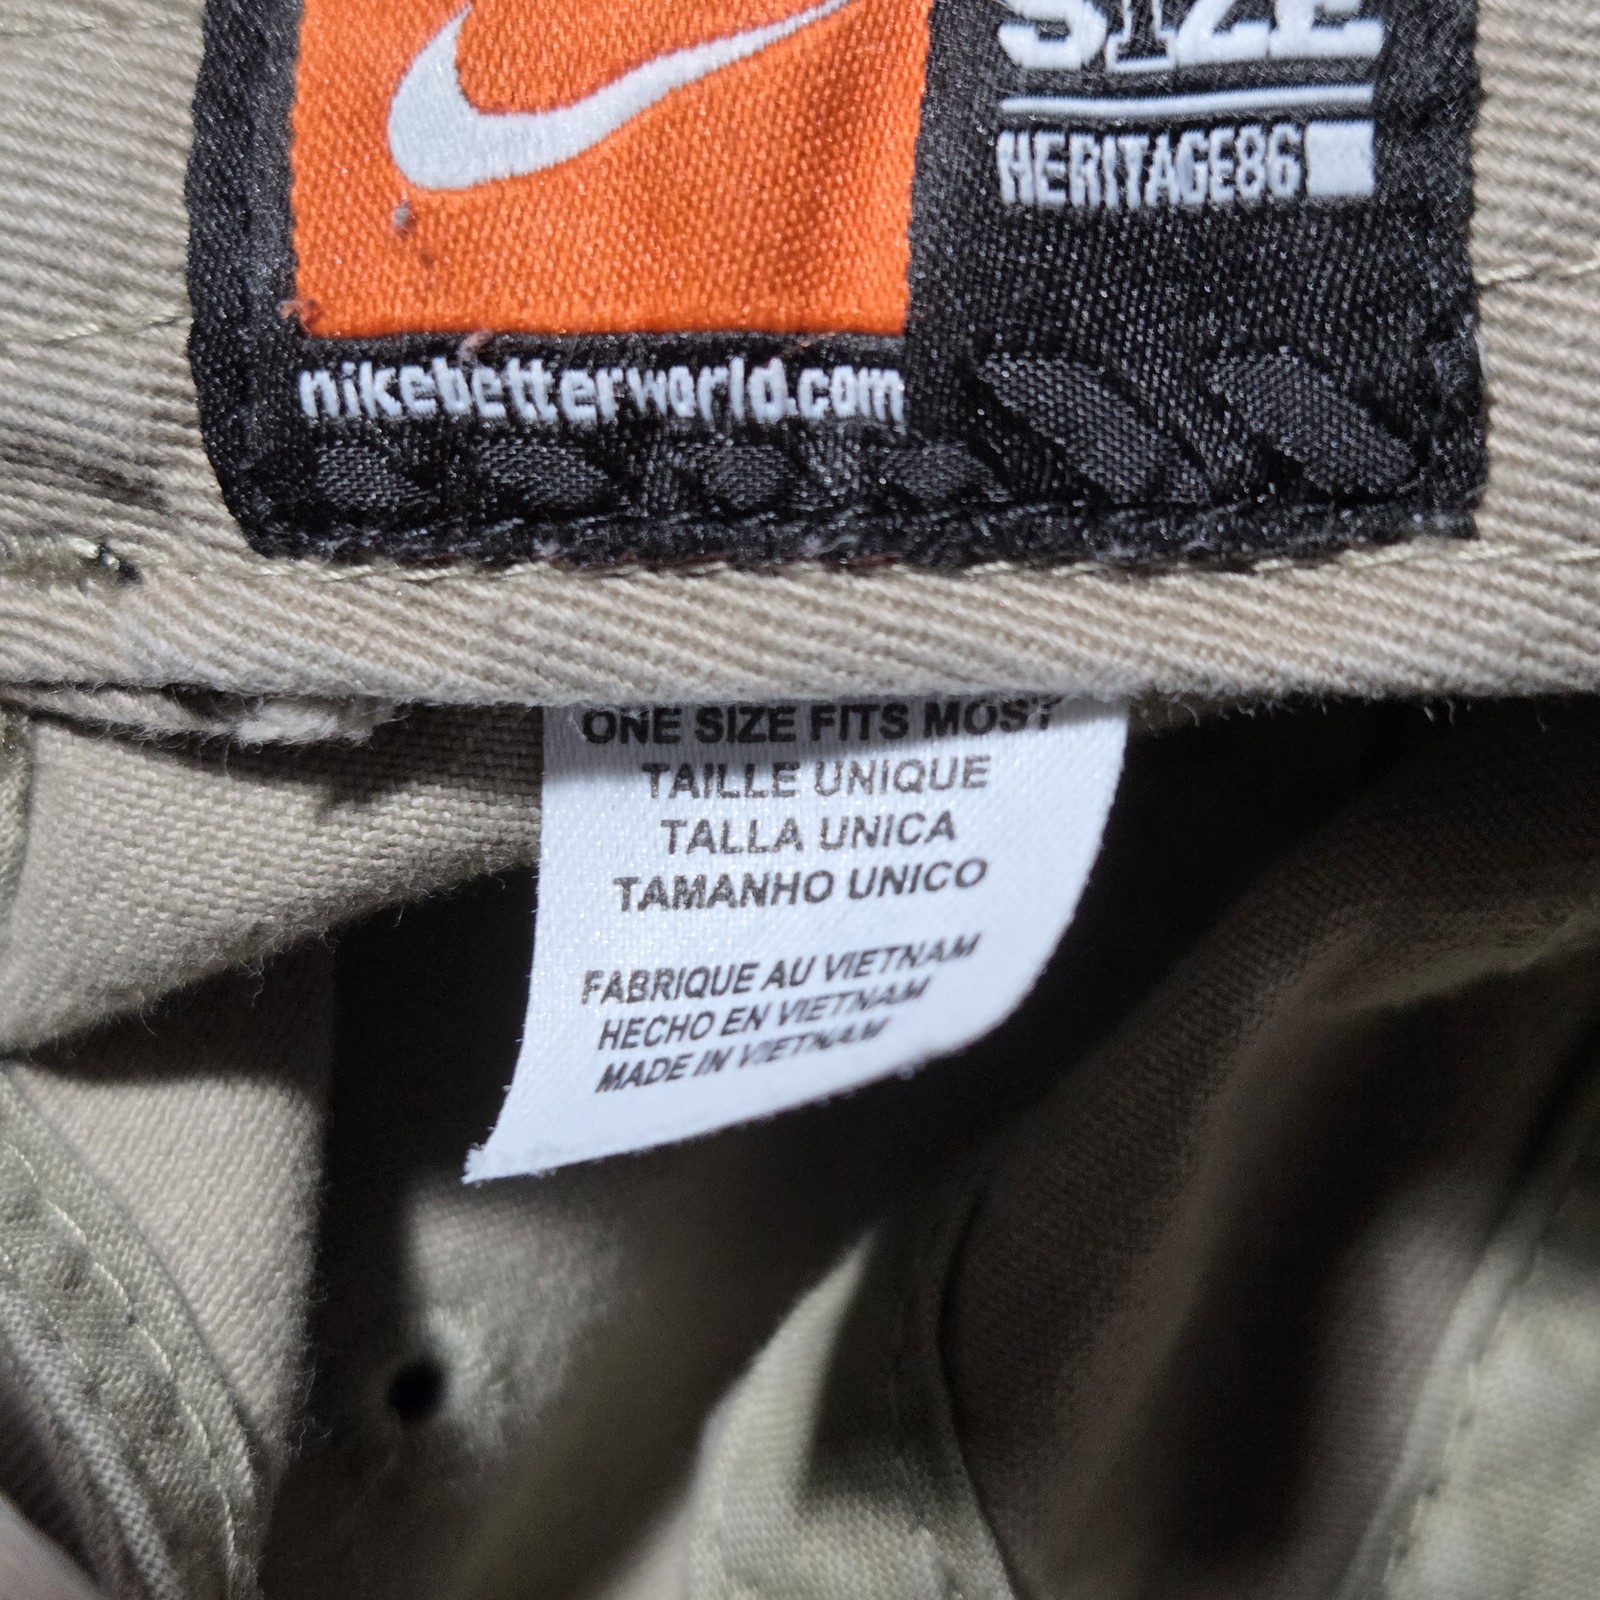 SIZE
HERITAGE86
nikebetterworld.com
ONE SIZE FITS MOST
TAILLE UNIQUE
TALLA UNICA
TAMANHO UNICO
FABRIQUE AU VIETNAM
HECHO EN VIETNAM
MADE IN VIETNAM